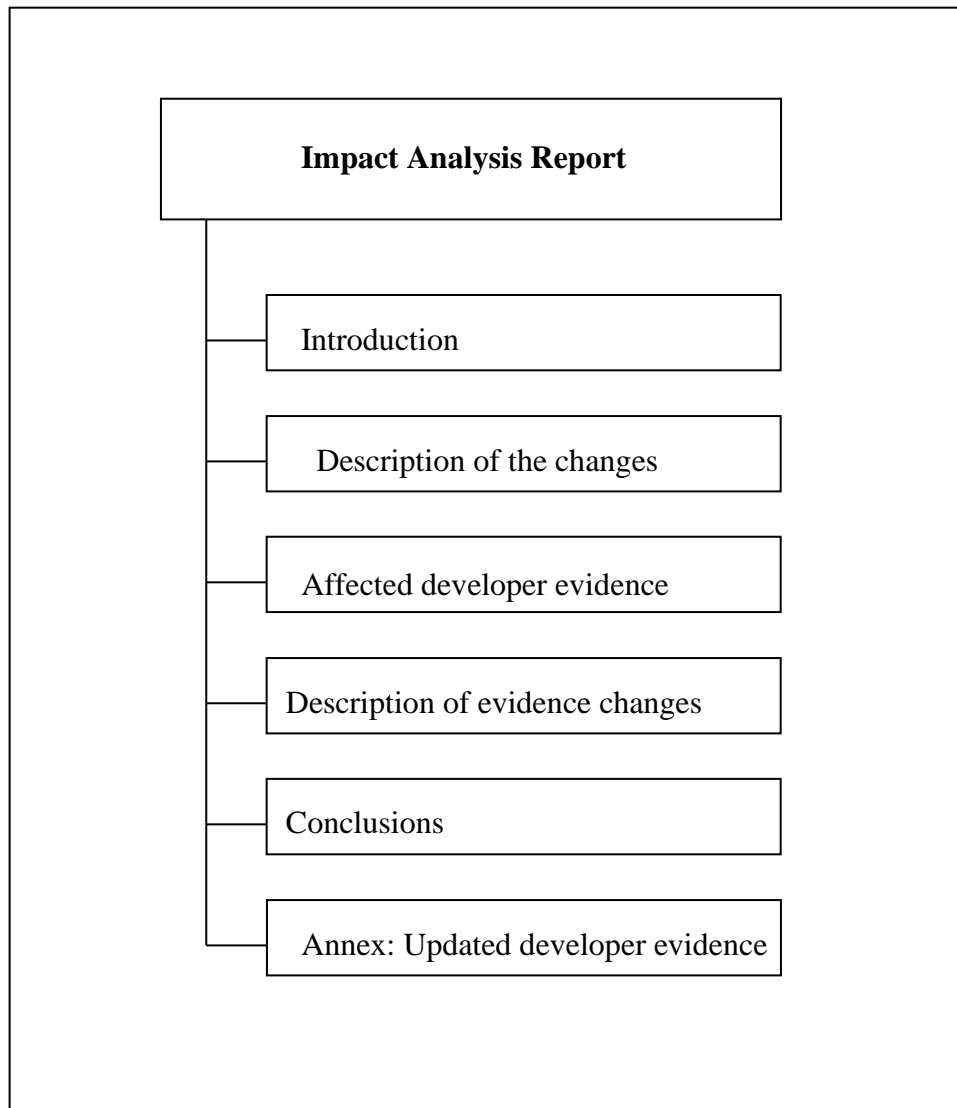 Impact Analysis Report
Introduction
Description of the changes
Affected developer evidence
Description of evidence changes
Conclusions
Annex: Updated developer evidence